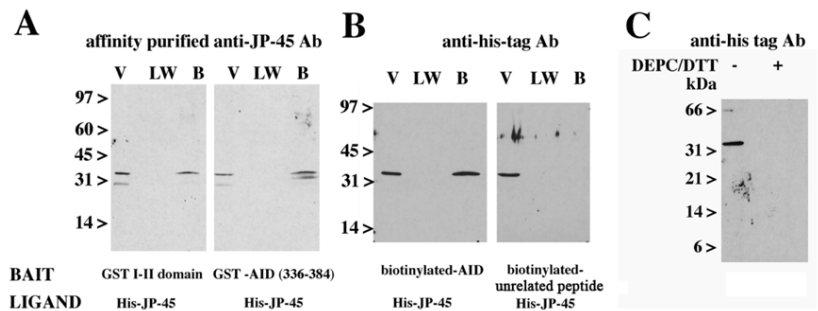 A
affinity purified anti-JP-45 Ab
V LW B V LW B
97 >
60 >
45 >
31 >
14 >
BAIT GST I-II domain GST -AID (336-384)
LIGAND His-JP-45 His-JP-45
B
anti-his-tag Ab
V LW B V LW B
97 >
45 >
31 >
14 >
biotinylated-AID biotinylated-
unrelated peptide
His-JP-45 His-JP-45
C
anti-his tag Ab
DEPC/DTT - +
kDa
66 >
31 >
21 >
14 >
6 >